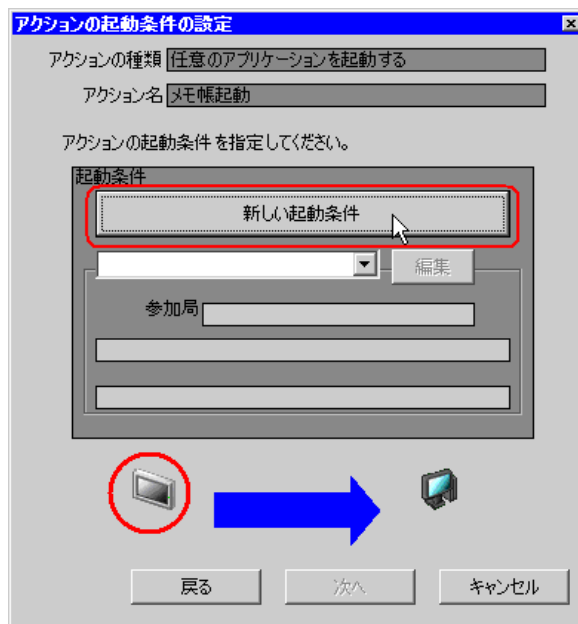 アクションの起動条件の設定
アクションの種類 任意のアプリケーションを起動する
アクション名 メモ帳起動
アクションの起動条件 を指定してください。
起動条件
新しい起動条件
編集
参加局
戻る 次へ キャンセル